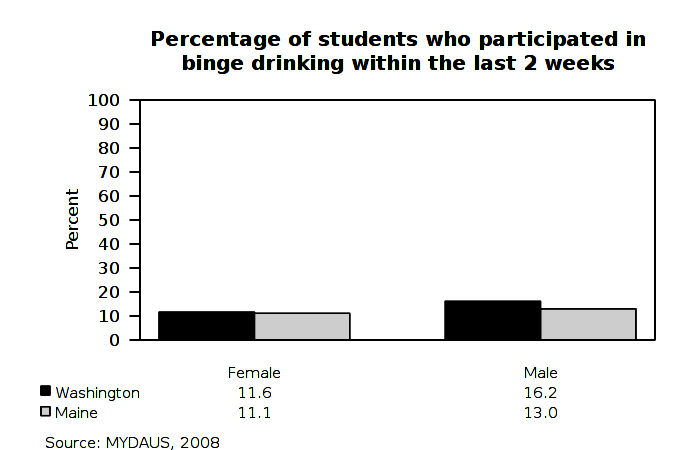 Percentage of students who participated in
binge drinking within the last 2 weeks
100
90
80
70
60
50
40
30
20
10
0
Percent
Female Male
Washington 11.6 16.2
Maine 11.1 13.0
Source: MYDAUS, 2008